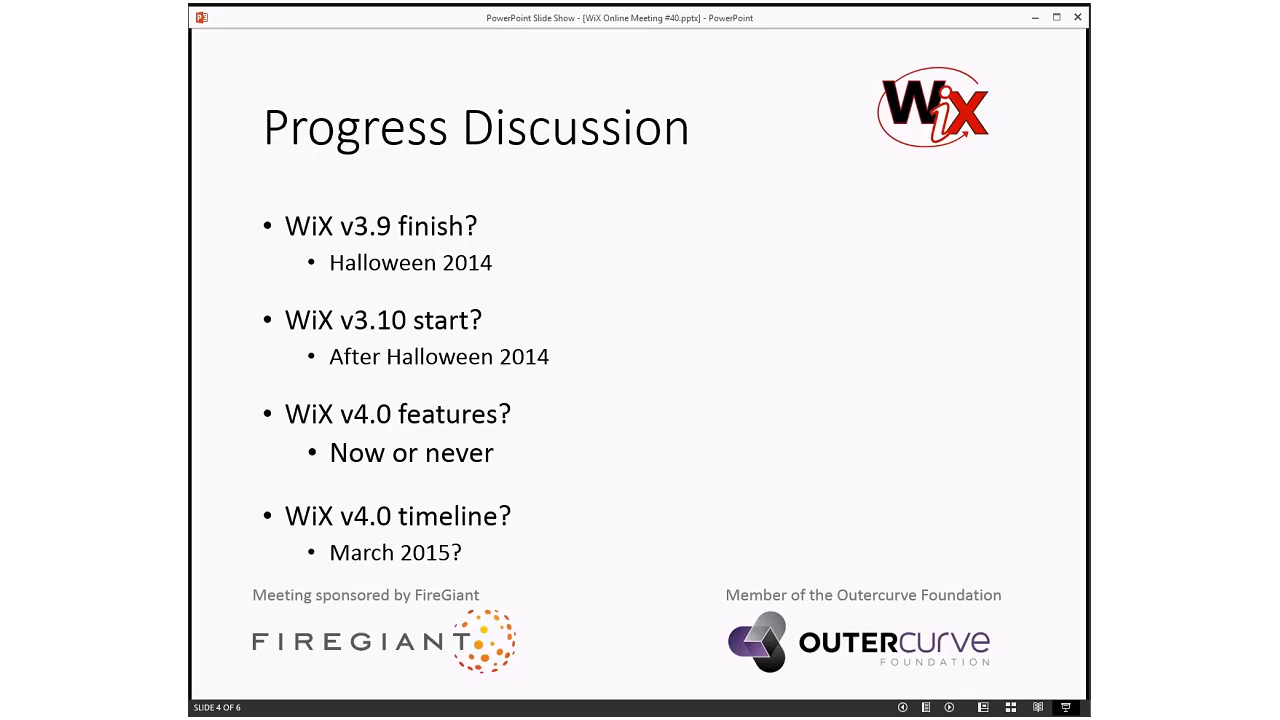 PowerPoint Slide Show - [WiX Online Meeting #40.pptx] - PowerPoint
WiX
Progress Discussion
• WiX v3.9 finish?
• Halloween 2014
• WiX v3.10 start?
• After Halloween 2014
• WiX v4.0 features?
• Now or never
• WiX v4.0 timeline?
• March 2015?
Meeting sponsored by FireGiant
FIREGIANT
Member of the Outercurve Foundation
OUTERCURVE
FOUNDATION
SLIDE 4 OF 6